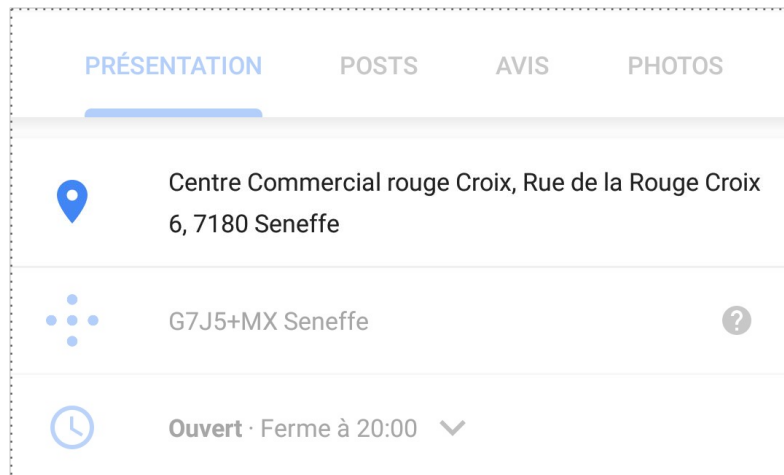 PRÉSENTATION POSTS AVIS PHOTOS
Centre Commercial rouge Croix, Rue de la Rouge Croix
6, 7180 Seneffe
G7J5+MX Seneffe
Ouvert · Ferme à 20:00